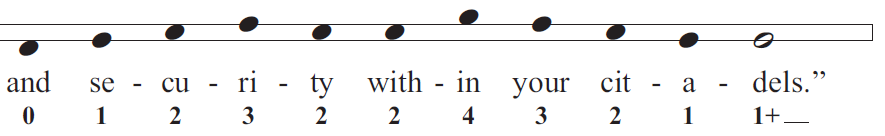 and se - cu - ri - ty with - in your cit - a - dels.”
0 1 2 3 2 2 4 3 2 1 1+__